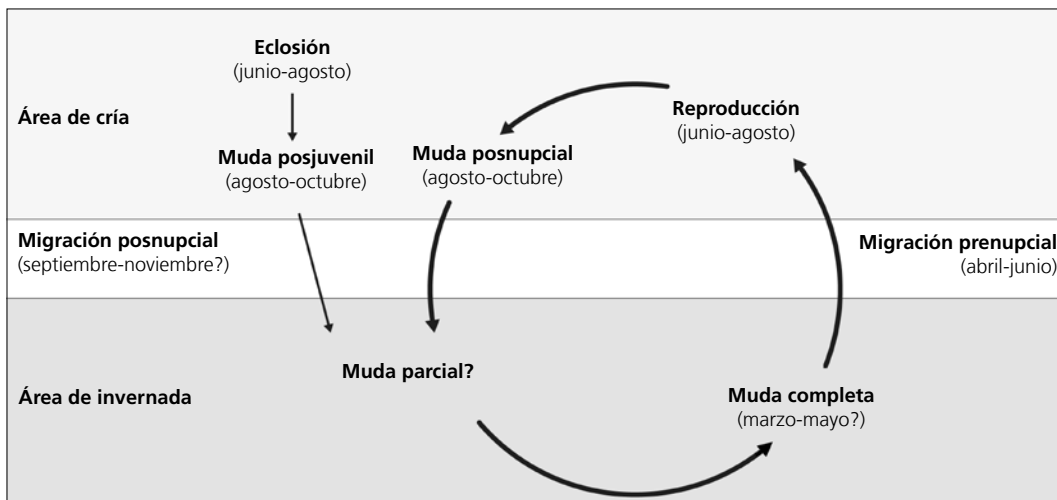 Eclosión
(junio-agosto)
Área de cría
Reproducción
(junio-agosto)
Muda posjuvenil
(agosto-octubre)
Muda posnupcial
(agosto-octubre)
Migración posnupcial
(septiembre-noviembre?)
Migración prenupcial
(abril-junio)
Muda parcial?
Área de invernada
Muda completa
(marzo-mayo?)